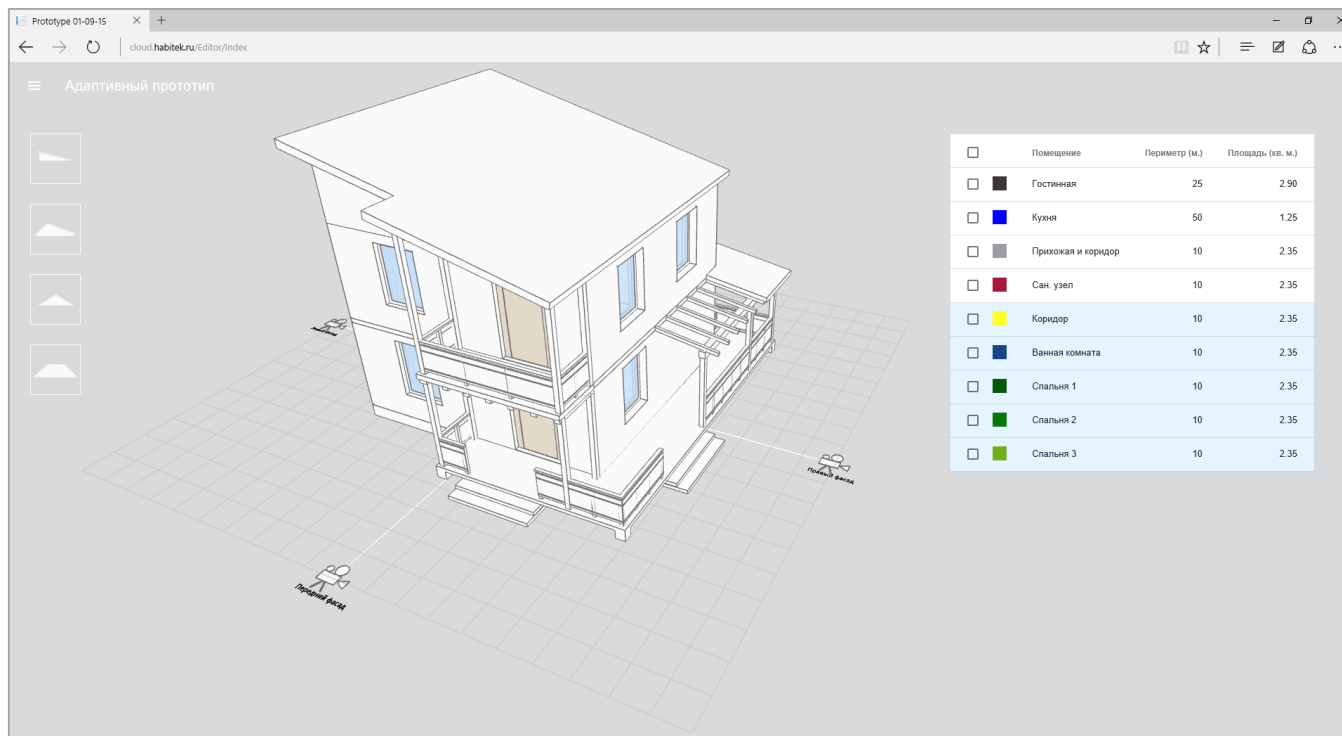 Prototype 01-09-15
cloud.habitek.ru/Editor/Index
Адаптивный прототип
Помещение Периметр (м.) Площадь (кв. м.)
Гостинная 25 2.90
Кухня 50 1.25
Прихожая и коридор 10 2.35
Сан. узел 10 2.35
Коридор 10 2.35
Ванная комната 10 2.35
Спальня 1 10 2.35
Спальня 2 10 2.35
Спальня 3 10 2.35
Правый фасад
Передний фасад